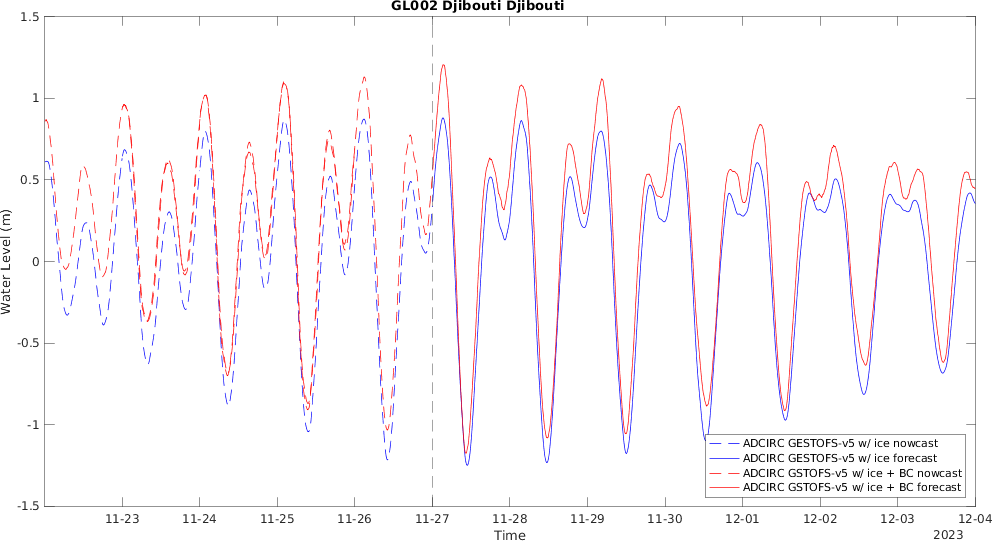 GL002 Djibouti Djibouti
1.5
1
0.5
0
-0.5
-1
-1.5
Water Level (m)
11-23 11-24 11-25 11-26 11-27 11-28 11-29 11-30 12-01 12-02 12-03 12-04
Time
2023
ADCIRC GESTOFS-v5 w/ ice nowcast
ADCIRC GESTOFS-v5 w/ ice forecast
ADCIRC GSTOFS-v5 w/ ice + BC nowcast
ADCIRC GSTOFS-v5 w/ ice + BC forecast